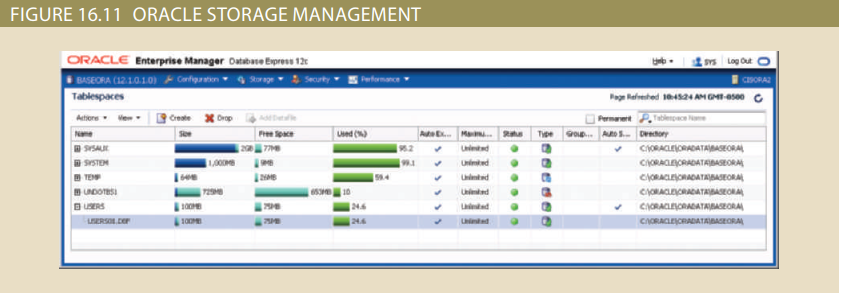 FIGURE 16.11 ORACLE STORAGE MANAGEMENT
ORACLE Enterprise Manager Database Express 12c
Help SYS Log Out
BASEORA (12.1.0.1.0) Configuration Storage Security Performance CISORA2
Tablespaces
Page Refreshed 10:45:24 AM GMT-0500
Actions View Create Drop Add Datafile Permanent Tablespace Name
Name Size Free Space Used (%) Auto Ex... Maximu... Status Type Group... Auto S... Directory
SYSAUX 2GB 77MB 95.2 Unlimited C:\ORACLE\ORADATA\BASEORA\
SYSTEM 1,000MB 9MB 99.1 Unlimited C:\ORACLE\ORADATA\BASEORA\
TEMP 64MB 26MB 59.4 Unlimited C:\ORACLE\ORADATA\BASEORA\
UNDOTBS1 725MB 653MB 10 Unlimited C:\ORACLE\ORADATA\BASEORA\
USERS 100MB 75MB 24.6 Unlimited C:\ORACLE\ORADATA\BASEORA\
USERS01.DBF 100MB 75MB 24.6 Unlimited C:\ORACLE\ORADATA\BASEORA\